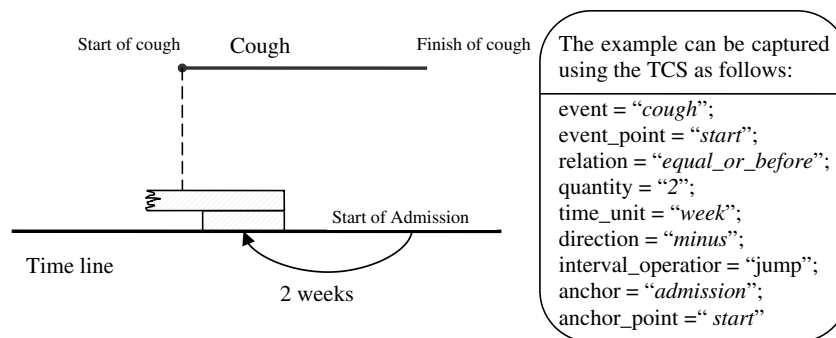 Start of cough
Cough
Finish of cough
Start of Admission
Time line
2 weeks
The example can be captured
using the TCS as follows:
event = “cough”;
event_point = “start”;
relation = “equal_or_before”;
quantity = “2”;
time_unit = “week”;
direction = “minus”;
interval_operatior = “jump”;
anchor = “admission”;
anchor_point =“ start”